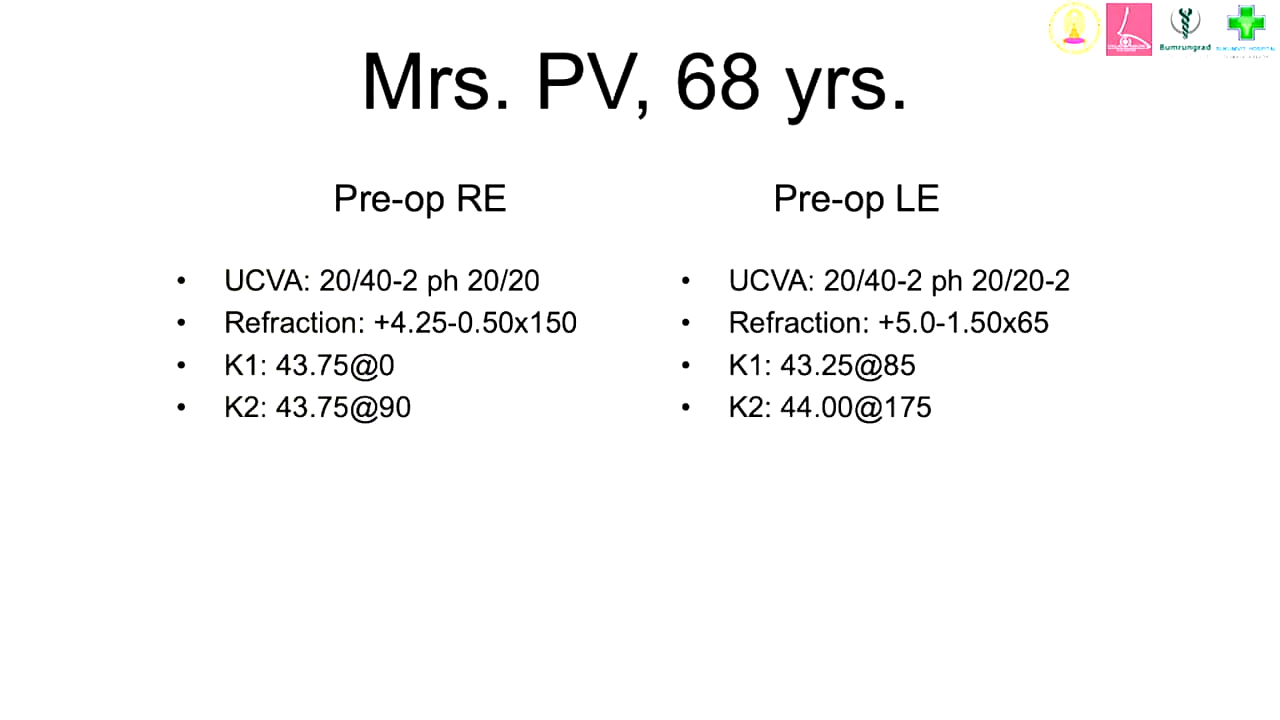 Bumrungrad
Mrs. PV, 68 yrs.
Pre-op RE
• UCVA: 20/40-2 ph 20/20
• Refraction: +4.25-0.50x150
• K1: 43.75@0
• K2: 43.75@90
Pre-op LE
• UCVA: 20/40-2 ph 20/20-2
• Refraction: +5.0-1.50x65
• K1: 43.25@85
• K2: 44.00@175